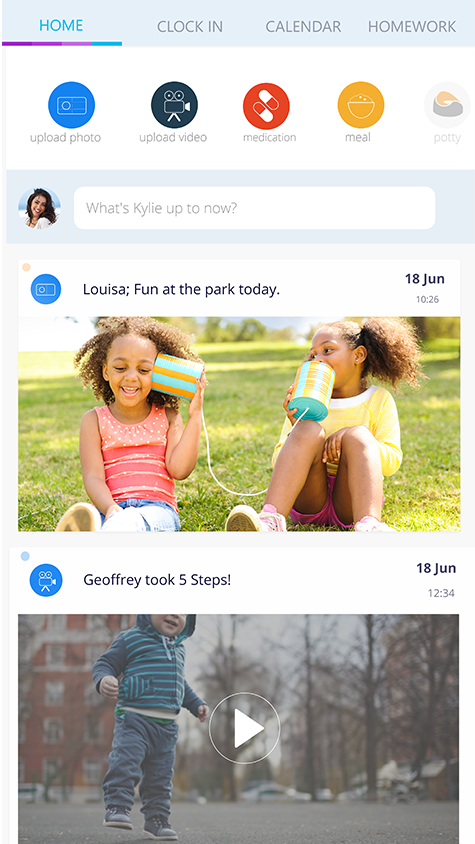 HOME CLOCK IN CALENDAR HOMEWORK
upload photo upload video medication meal potty
What's Kylie up to now?
Louisa; Fun at the park today.
18 Jun
10:26
Geoffrey took 5 Steps!
18 Jun
12:34